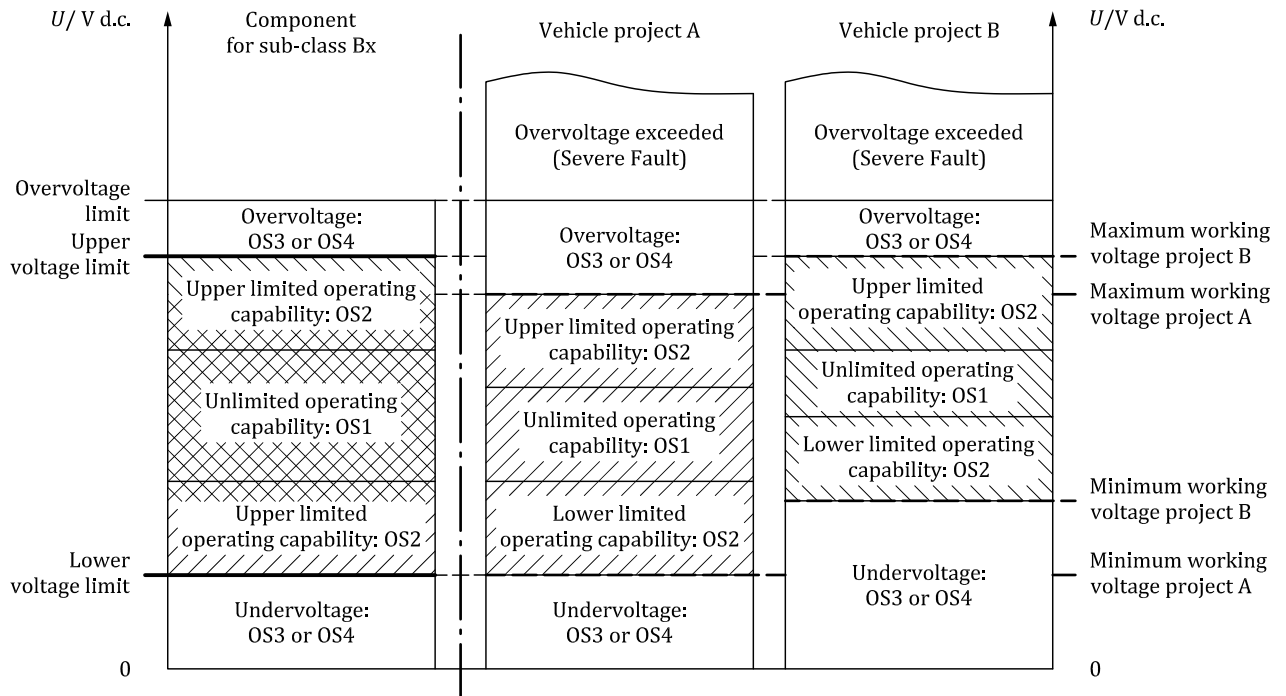 U/ V d.c.
Component
for sub-class Bx
Vehicle project A
Vehicle project B
U/V d.c.
Overvoltage exceeded
(Severe Fault)
Overvoltage exceeded
(Severe Fault)
Overvoltage
limit
Upper
voltage limit
Overvoltage:
OS3 or OS4
Overvoltage:
OS3 or OS4
Overvoltage:
OS3 or OS4
Maximum working
voltage project B
Maximum working
voltage project A
Upper limited operating
capability: OS2
Upper limited operating
capability: OS2
Upper limited
operating capability: OS2
Unlimited operating
capability: OS1
Unlimited operating
capability: OS1
Unlimited operating
capability: OS1
Lower limited operating
capability: OS2
Upper limited
operating capability: OS2
Lower limited
operating capability: OS2
Minimum working
voltage project B
Lower
voltage limit
Minimum working
voltage project A
Undervoltage:
OS3 or OS4
Undervoltage:
OS3 or OS4
Undervoltage:
OS3 or OS4
0
0